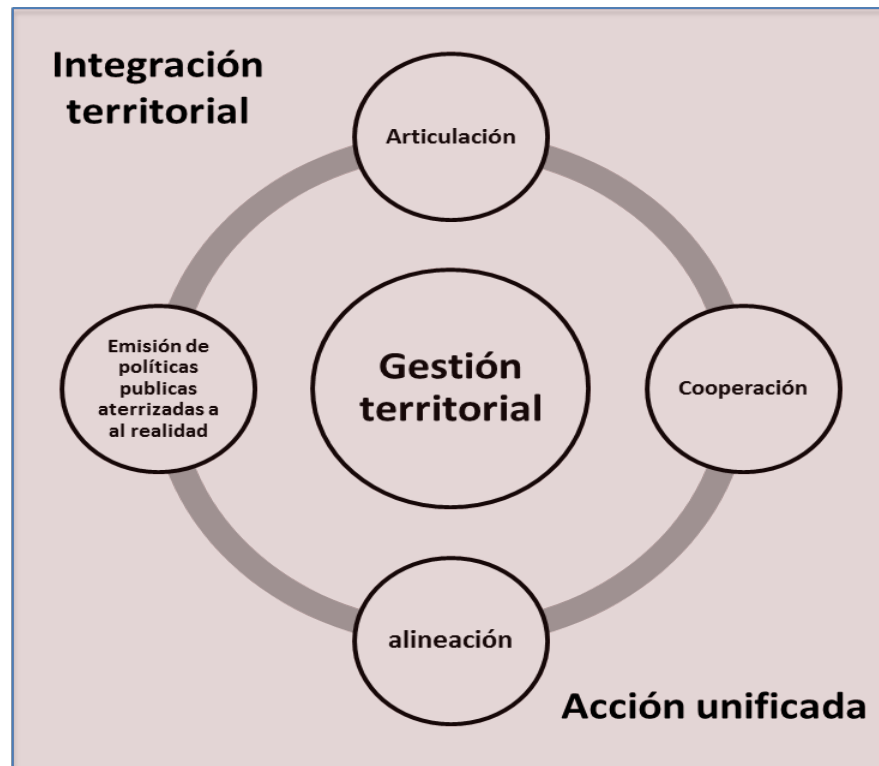 Integración
territorial
Articulación
Emisión de
políticas
publicas
aterrizadas a
al realidad
Gestión
territorial
Cooperación
alineación
Acción unificada